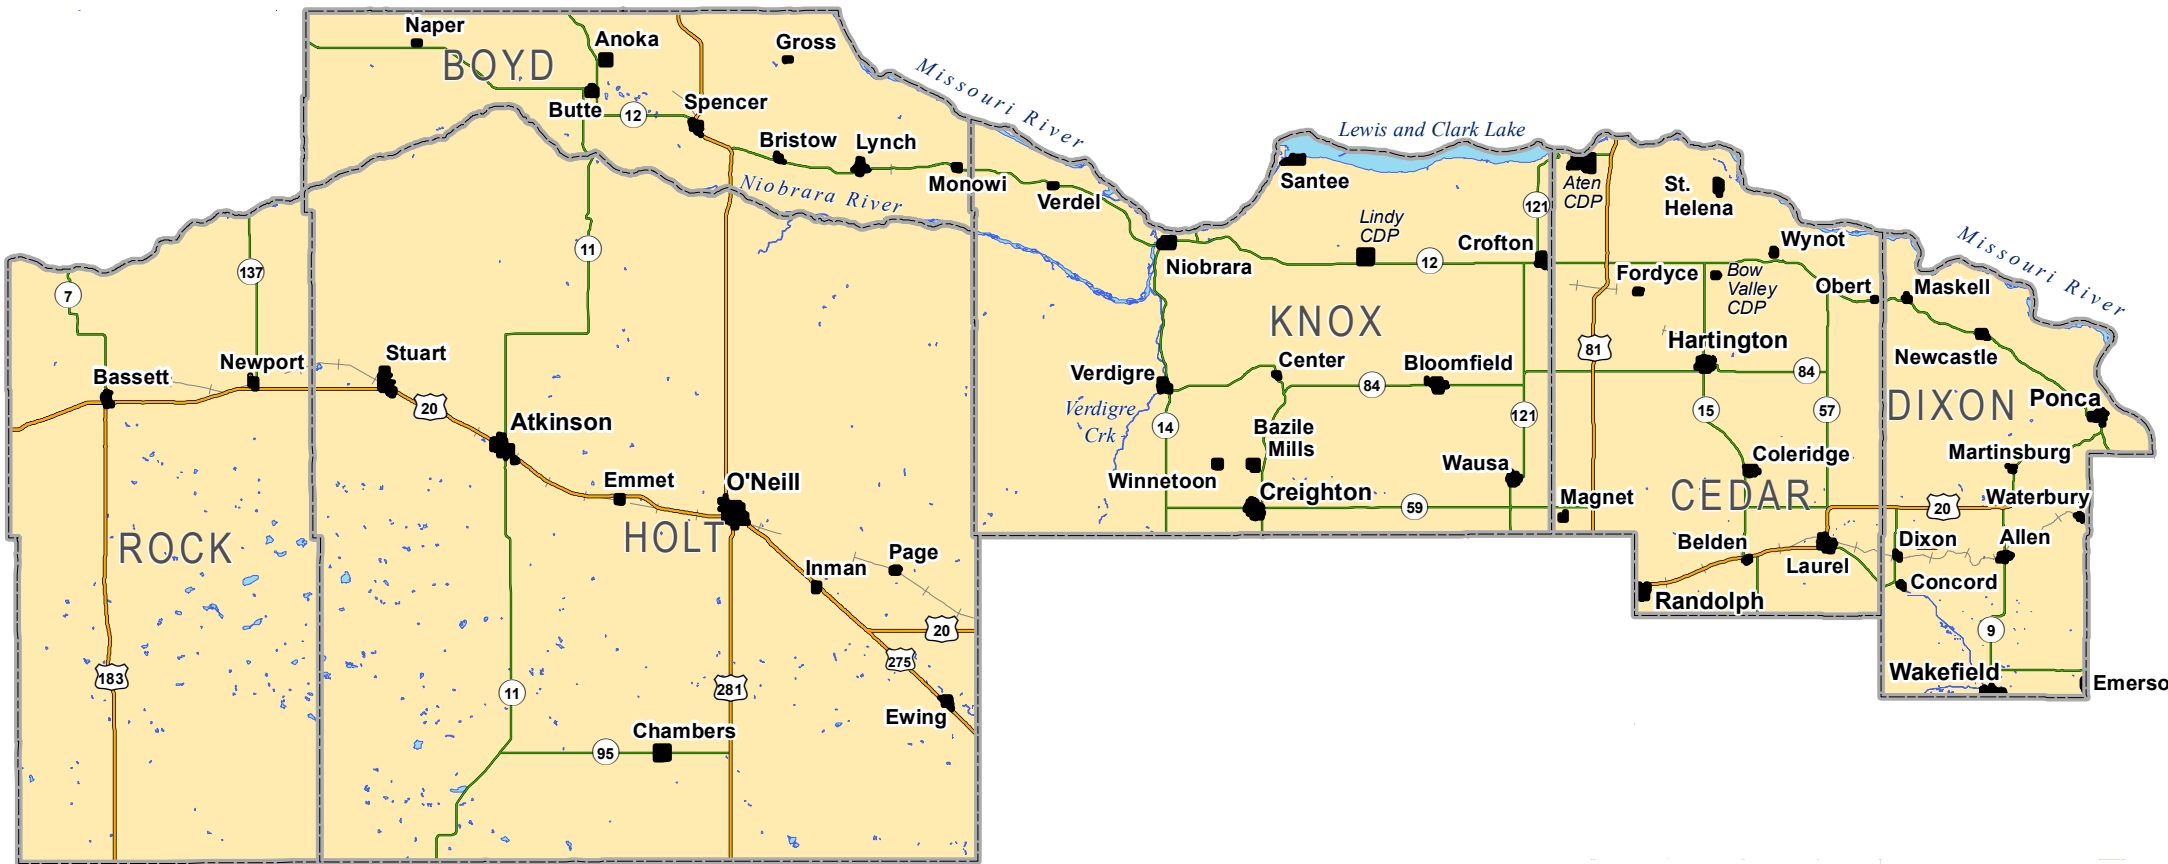 Naper
BOYD
Anoka
Gross
Butte
12
Spencer
Bristow
Lynch
Monowi
Verdel
Missouri River
Niobrara River
Lewis and Clark Lake
Santee
Lindy
CDP
Crofton
121
Aten
CDP
St.
Helena
Wynot
Missouri River
137
7
11
Niobrara
12
Fordyce
Bow
Valley
CDP
Obert
Maskell
KNOX
81
Hartington
Newcastle
Bassett
Newport
Stuart
20
Atkinson
Verdigre
Center
84
Bloomfield
84
DIXON
Ponca
Verdigre
Crk
14
121
15
57
Bazile
Mills
Winnetoon
Wausa
Coleridge
Martinsburg
Emmet
O'Neill
Creighton
59
Magnet
CEDAR
20
Waterbury
ROCK
HOLT
Inman
Page
Belden
Laurel
Dixon
Allen
Concord
Randolph
20
275
9
183
11
281
Ewing
Wakefield
Emerso
Chambers
95